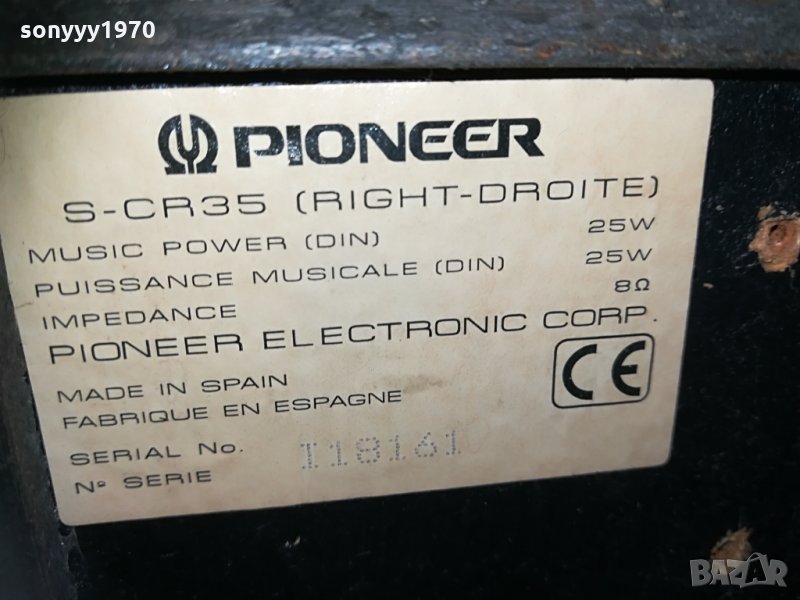 sonyyy1970
PIONEER
S-CR35 (RIGHT-DROITE)
MUSIC POWER (DIN) 25W
PUISSANCE MUSICALE (DIN) 25W
IMPEDANCE 8Ω
PIONEER ELECTRONIC CORP.
MADE IN SPAIN
FABRIQUE EN ESPAGNE
CE
SERIAL No. I18161
Nº SERIE
BAZAR